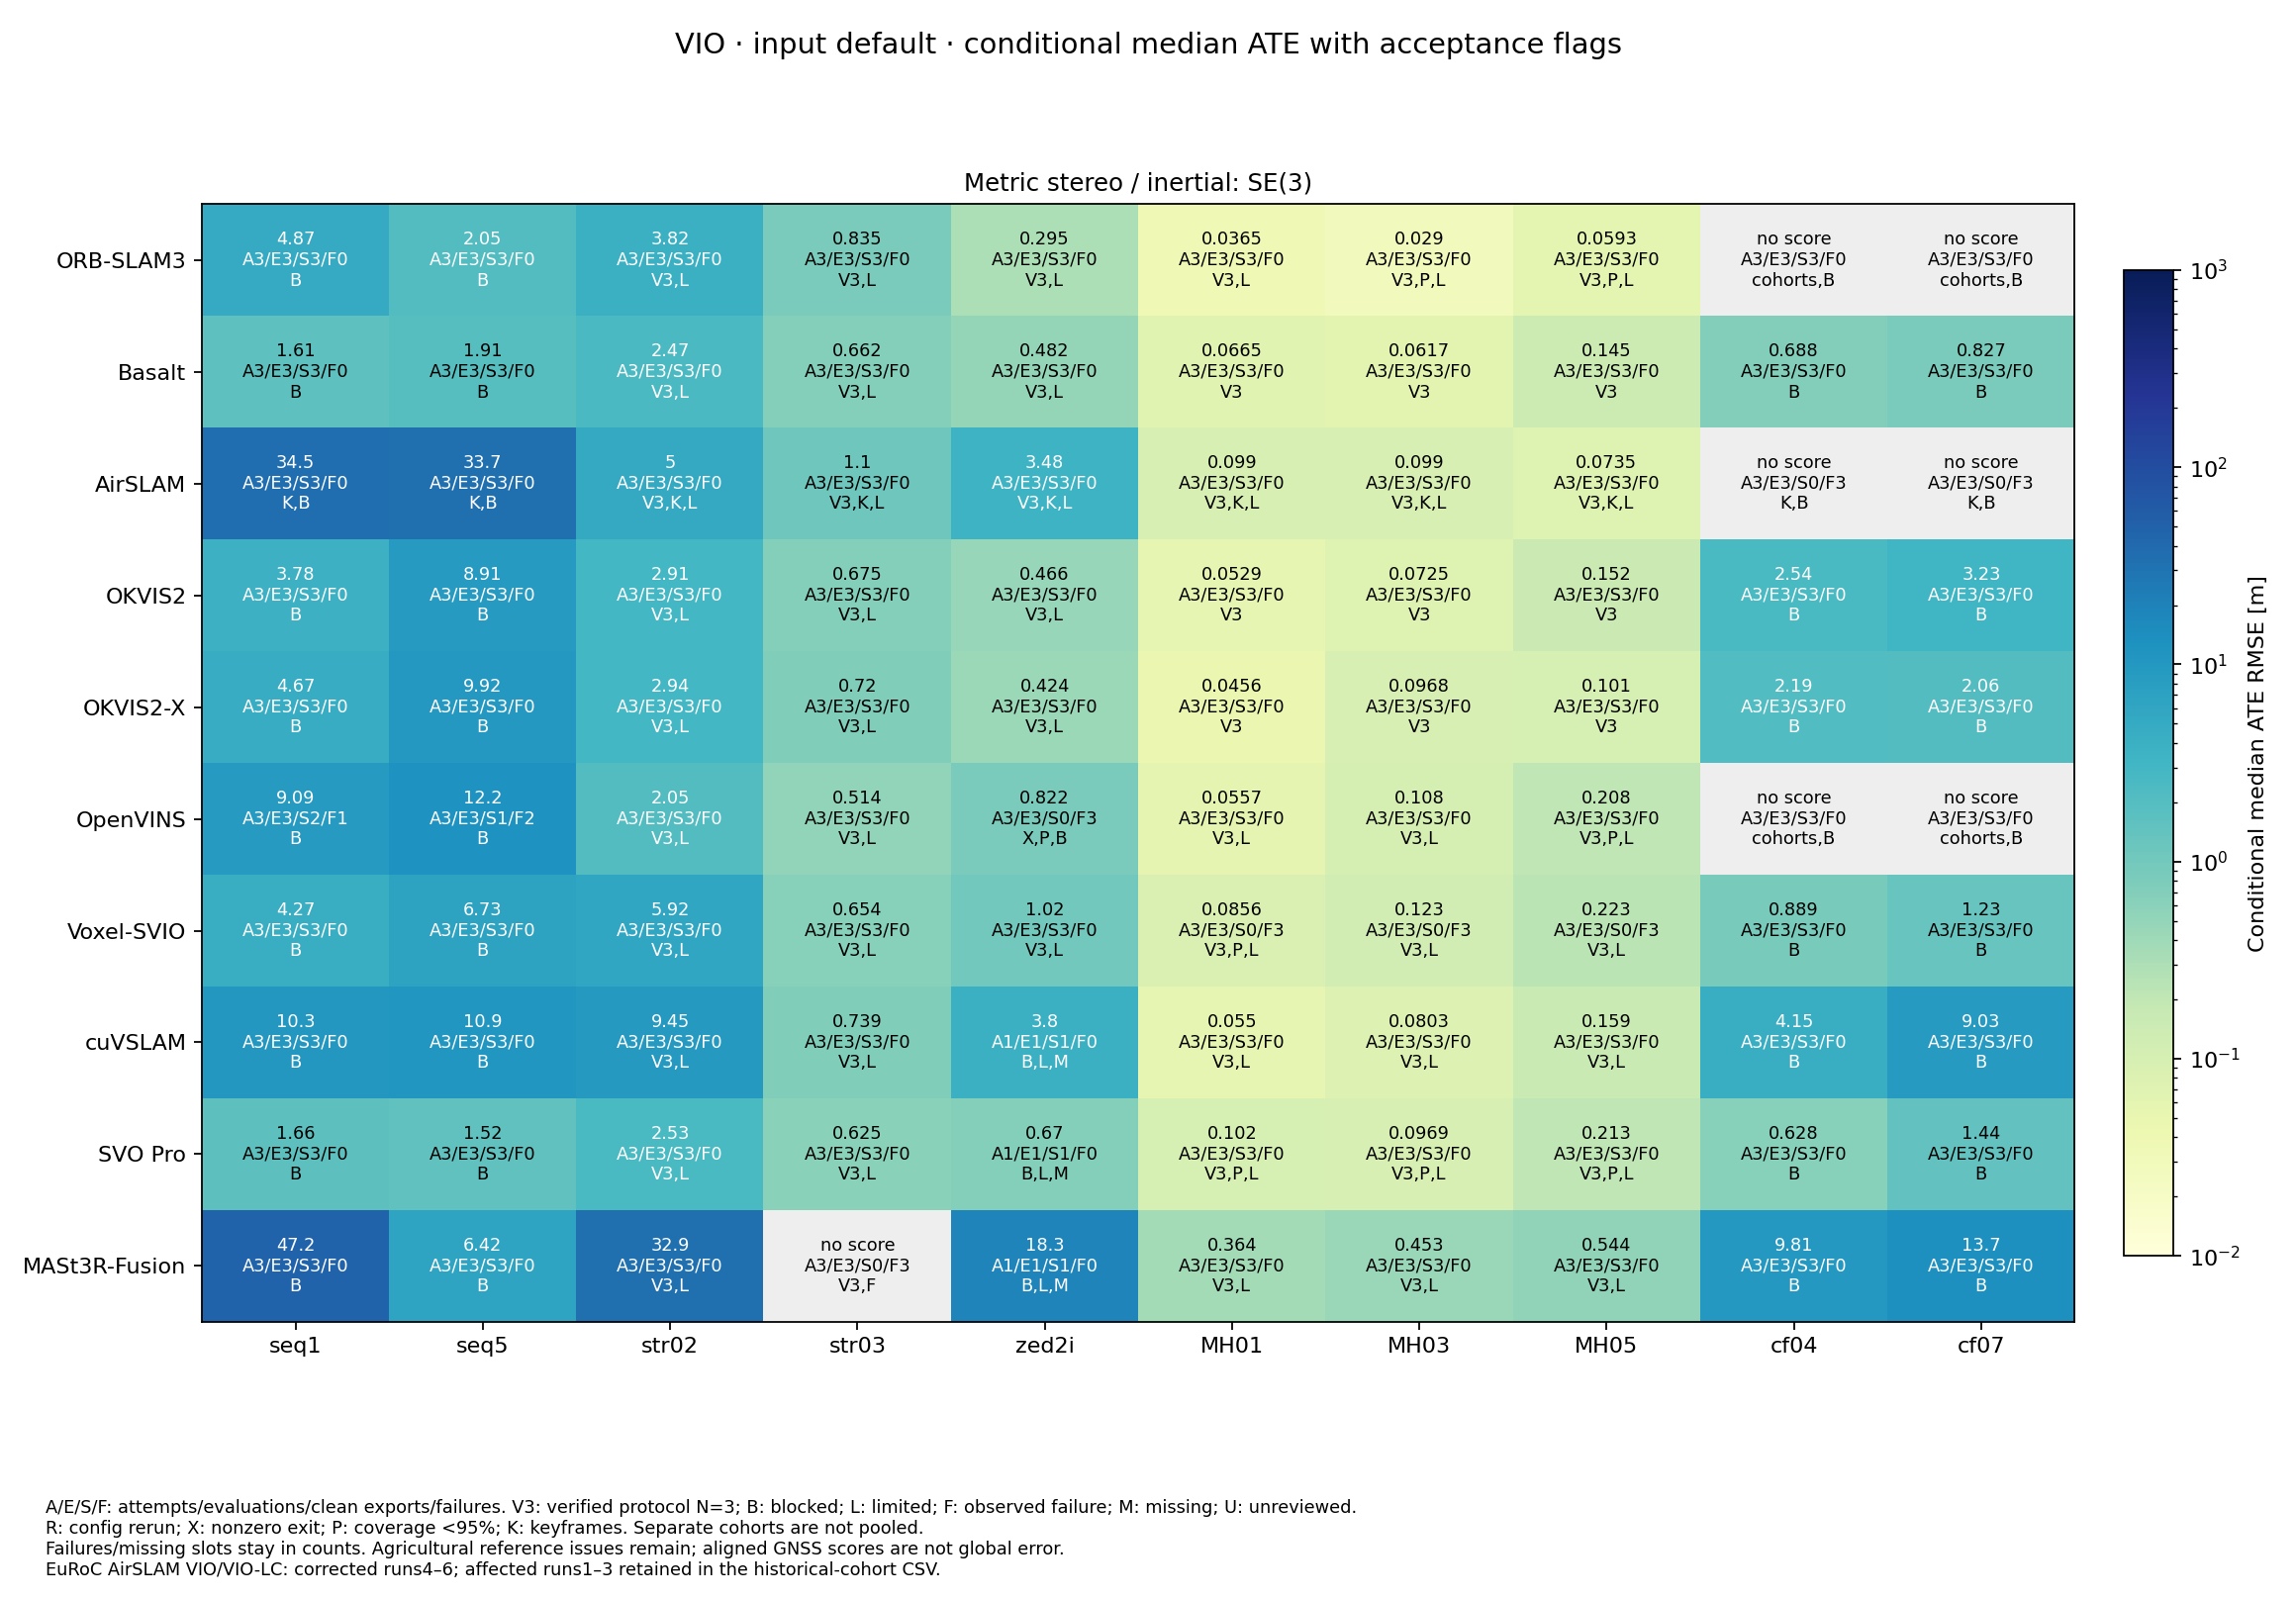 VIO · input default · conditional median ATE with acceptance flags
Metric stereo / inertial: SE(3)
ORB-SLAM3
4.87 2.05 3.82 0.835 0.295 0.0365 0.029 0.0593 no score no score
A3/E3/S3/F0 A3/E3/S3/F0 A3/E3/S3/F0 A3/E3/S3/F0 A3/E3/S3/F0 A3/E3/S3/F0 A3/E3/S3/F0 A3/E3/S3/F0 A3/E3/S3/F0 A3/E3/S3/F0
B B V3,L V3,L V3,L V3,L V3,P,L V3,P,L cohorts,B cohorts,B
Basalt
1.61 1.91 2.47 0.662 0.482 0.0665 0.0617 0.145 0.688 0.827
A3/E3/S3/F0 A3/E3/S3/F0 A3/E3/S3/F0 A3/E3/S3/F0 A3/E3/S3/F0 A3/E3/S3/F0 A3/E3/S3/F0 A3/E3/S3/F0 A3/E3/S3/F0 A3/E3/S3/F0
B B V3,L V3,L V3,L V3 V3 V3 B B
AirSLAM
34.5 33.7 5 1.1 3.48 0.099 0.099 0.0735 no score no score
A3/E3/S3/F0 A3/E3/S3/F0 A3/E3/S3/F0 A3/E3/S3/F0 A3/E3/S3/F0 A3/E3/S3/F0 A3/E3/S3/F0 A3/E3/S3/F0 A3/E3/S0/F3 A3/E3/S0/F3
K,B K,B V3,K,L V3,K,L V3,K,L V3,K,L V3,K,L V3,K,L K,B K,B
OKVIS2
3.78 8.91 2.91 0.675 0.466 0.0529 0.0725 0.152 2.54 3.23
A3/E3/S3/F0 A3/E3/S3/F0 A3/E3/S3/F0 A3/E3/S3/F0 A3/E3/S3/F0 A3/E3/S3/F0 A3/E3/S3/F0 A3/E3/S3/F0 A3/E3/S3/F0 A3/E3/S3/F0
B B V3,L V3,L V3,L V3 V3 V3 B B
OKVIS2-X
4.67 9.92 2.94 0.72 0.424 0.0456 0.0968 0.101 2.19 2.06
A3/E3/S3/F0 A3/E3/S3/F0 A3/E3/S3/F0 A3/E3/S3/F0 A3/E3/S3/F0 A3/E3/S3/F0 A3/E3/S3/F0 A3/E3/S3/F0 A3/E3/S3/F0 A3/E3/S3/F0
B B V3,L V3,L V3,L V3 V3 V3 B B
OpenVINS
9.09 12.2 2.05 0.514 0.822 0.0557 0.108 0.208 no score no score
A3/E3/S2/F1 A3/E3/S1/F2 A3/E3/S3/F0 A3/E3/S3/F0 A3/E3/S0/F3 A3/E3/S3/F0 A3/E3/S3/F0 A3/E3/S3/F0 A3/E3/S3/F0 A3/E3/S3/F0
B B V3,L V3,L X,P,B V3,L V3,L V3,P,L cohorts,B cohorts,B
Voxel-SVIO
4.27 6.73 5.92 0.654 1.02 0.0856 0.123 0.223 0.889 1.23
A3/E3/S3/F0 A3/E3/S3/F0 A3/E3/S3/F0 A3/E3/S3/F0 A3/E3/S3/F0 A3/E3/S0/F3 A3/E3/S0/F3 A3/E3/S0/F3 A3/E3/S3/F0 A3/E3/S3/F0
B B V3,L V3,L V3,L V3,P,L V3,L V3,L B B
cuVSLAM
10.3 10.9 9.45 0.739 3.8 0.055 0.0803 0.159 4.15 9.03
A3/E3/S3/F0 A3/E3/S3/F0 A3/E3/S3/F0 A3/E3/S3/F0 A1/E1/S1/F0 A3/E3/S3/F0 A3/E3/S3/F0 A3/E3/S3/F0 A3/E3/S3/F0 A3/E3/S3/F0
B B V3,L V3,L B,L,M V3,L V3,L V3,L B B
SVO Pro
1.66 1.52 2.53 0.625 0.67 0.102 0.0969 0.213 0.628 1.44
A3/E3/S3/F0 A3/E3/S3/F0 A3/E3/S3/F0 A3/E3/S3/F0 A1/E1/S1/F0 A3/E3/S3/F0 A3/E3/S3/F0 A3/E3/S3/F0 A3/E3/S3/F0 A3/E3/S3/F0
B B V3,L V3,L B,L,M V3,P,L V3,P,L V3,P,L B B
MASt3R-Fusion
47.2 6.42 32.9 no score 18.3 0.364 0.453 0.544 9.81 13.7
A3/E3/S3/F0 A3/E3/S3/F0 A3/E3/S3/F0 A3/E3/S0/F3 A1/E1/S1/F0 A3/E3/S3/F0 A3/E3/S3/F0 A3/E3/S3/F0 A3/E3/S3/F0 A3/E3/S3/F0
B B V3,L V3,F B,L,M V3,L V3,L V3,L B B
seq1 seq5 str02 str03 zed2i MH01 MH03 MH05 cf04 cf07
10³
10²
10¹
10⁰
10⁻¹
10⁻²
Conditional median ATE RMSE [m]
A/E/S/F: attempts/evaluations/clean exports/failures. V3: verified protocol N=3; B: blocked; L: limited; F: observed failure; M: missing; U: unreviewed.
R: config rerun; X: nonzero exit; P: coverage <95%; K: keyframes. Separate cohorts are not pooled.
Failures/missing slots stay in counts. Agricultural reference issues remain; aligned GNSS scores are not global error.
EuRoC AirSLAM VIO/VIO-LC: corrected runs4–6; affected runs1–3 retained in the historical-cohort CSV.